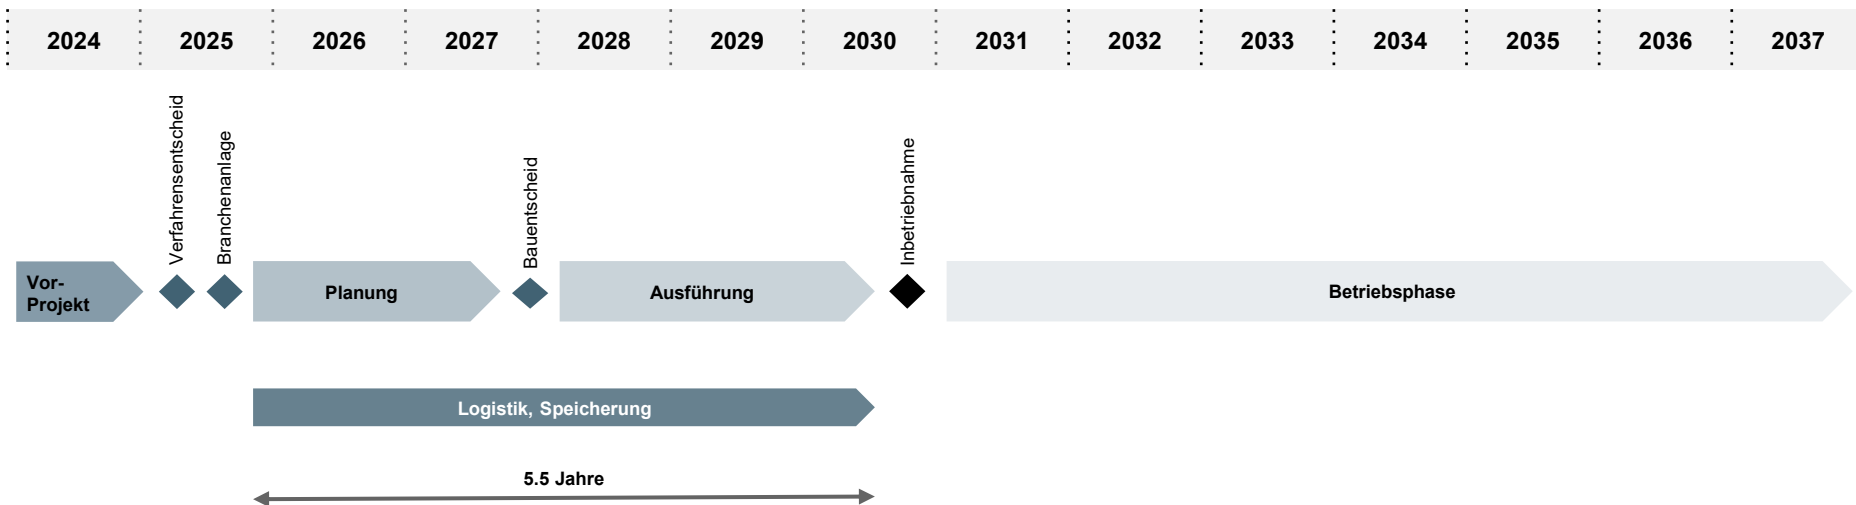 2024 2025 2026 2027 2028 2029 2030 2031 2032 2033 2034 2035 2036 2037
Verfahrensentscheid
Branchenanlage
Bauentscheid
Inbetriebnahme
Vor-
Projekt
Planung
Ausführung
Betriebsphase
Logistik, Speicherung
5.5 Jahre